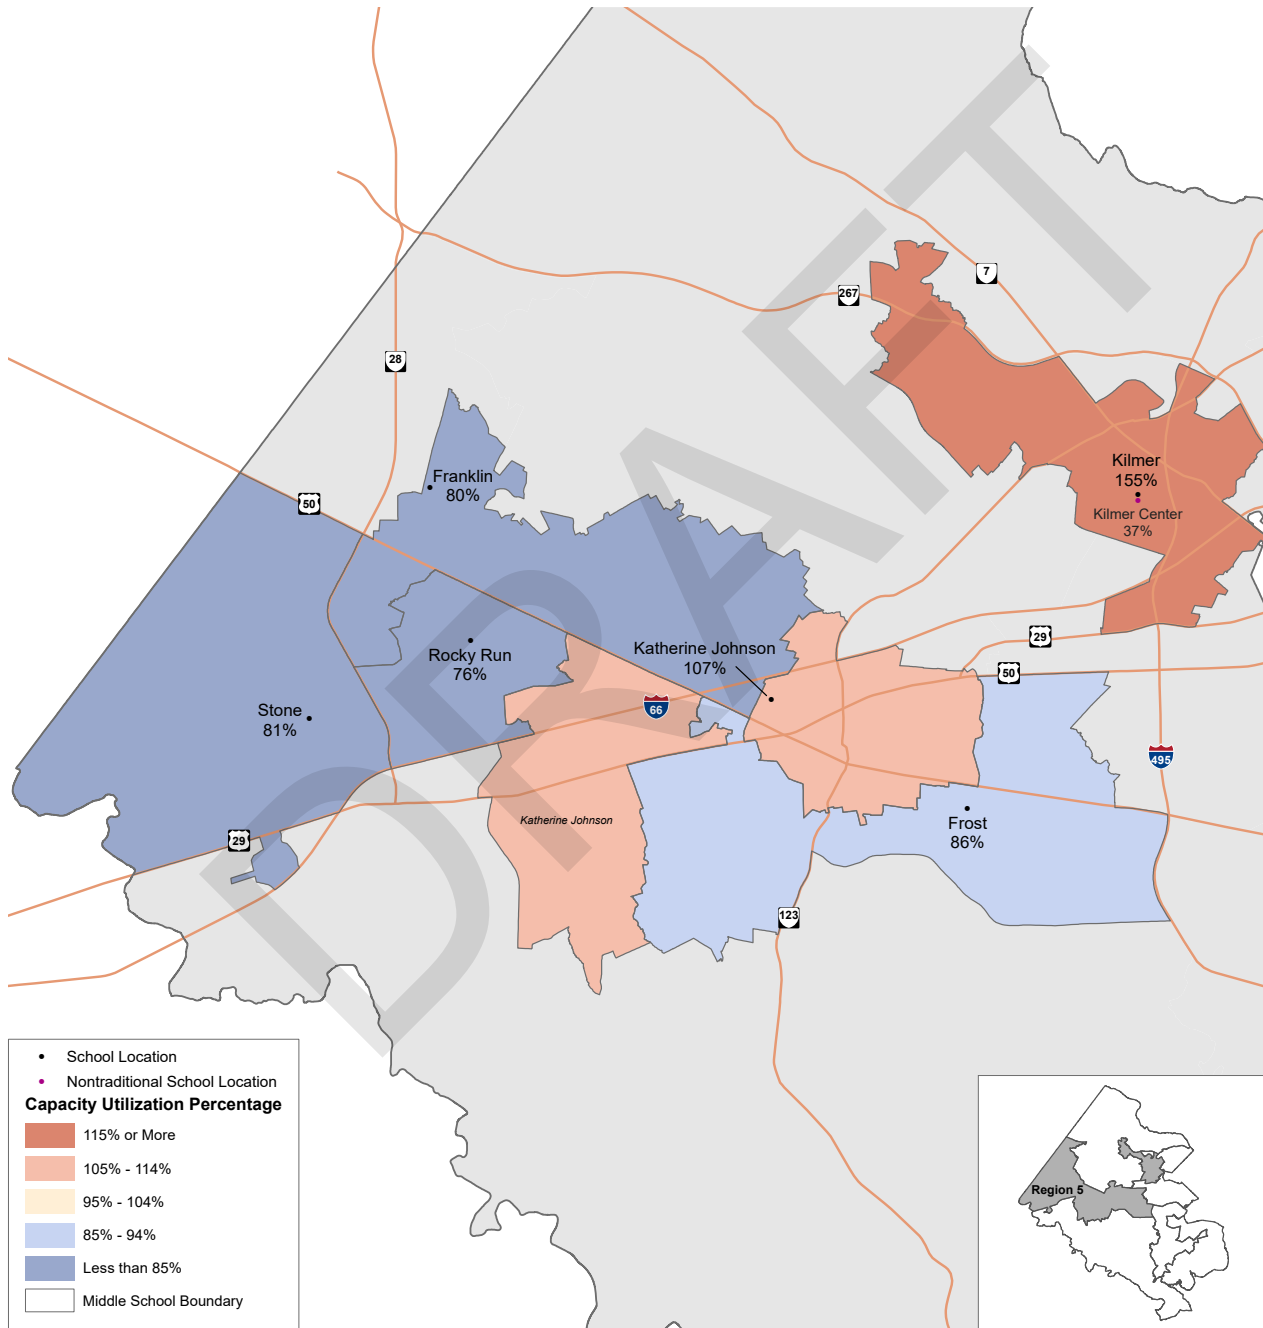 7
267
28
Franklin
80%
50
Kilmer
155%
Kilmer Center
37%
29
50
Katherine Johnson
107%
Rocky Run
76%
66
Stone
81%
495
Katherine Johnson
Frost
86%
29
123
DRAFT
School Location
Nontraditional School Location
Capacity Utilization Percentage
115% or More
105% - 114%
95% - 104%
85% - 94%
Less than 85%
Middle School Boundary
Region 5